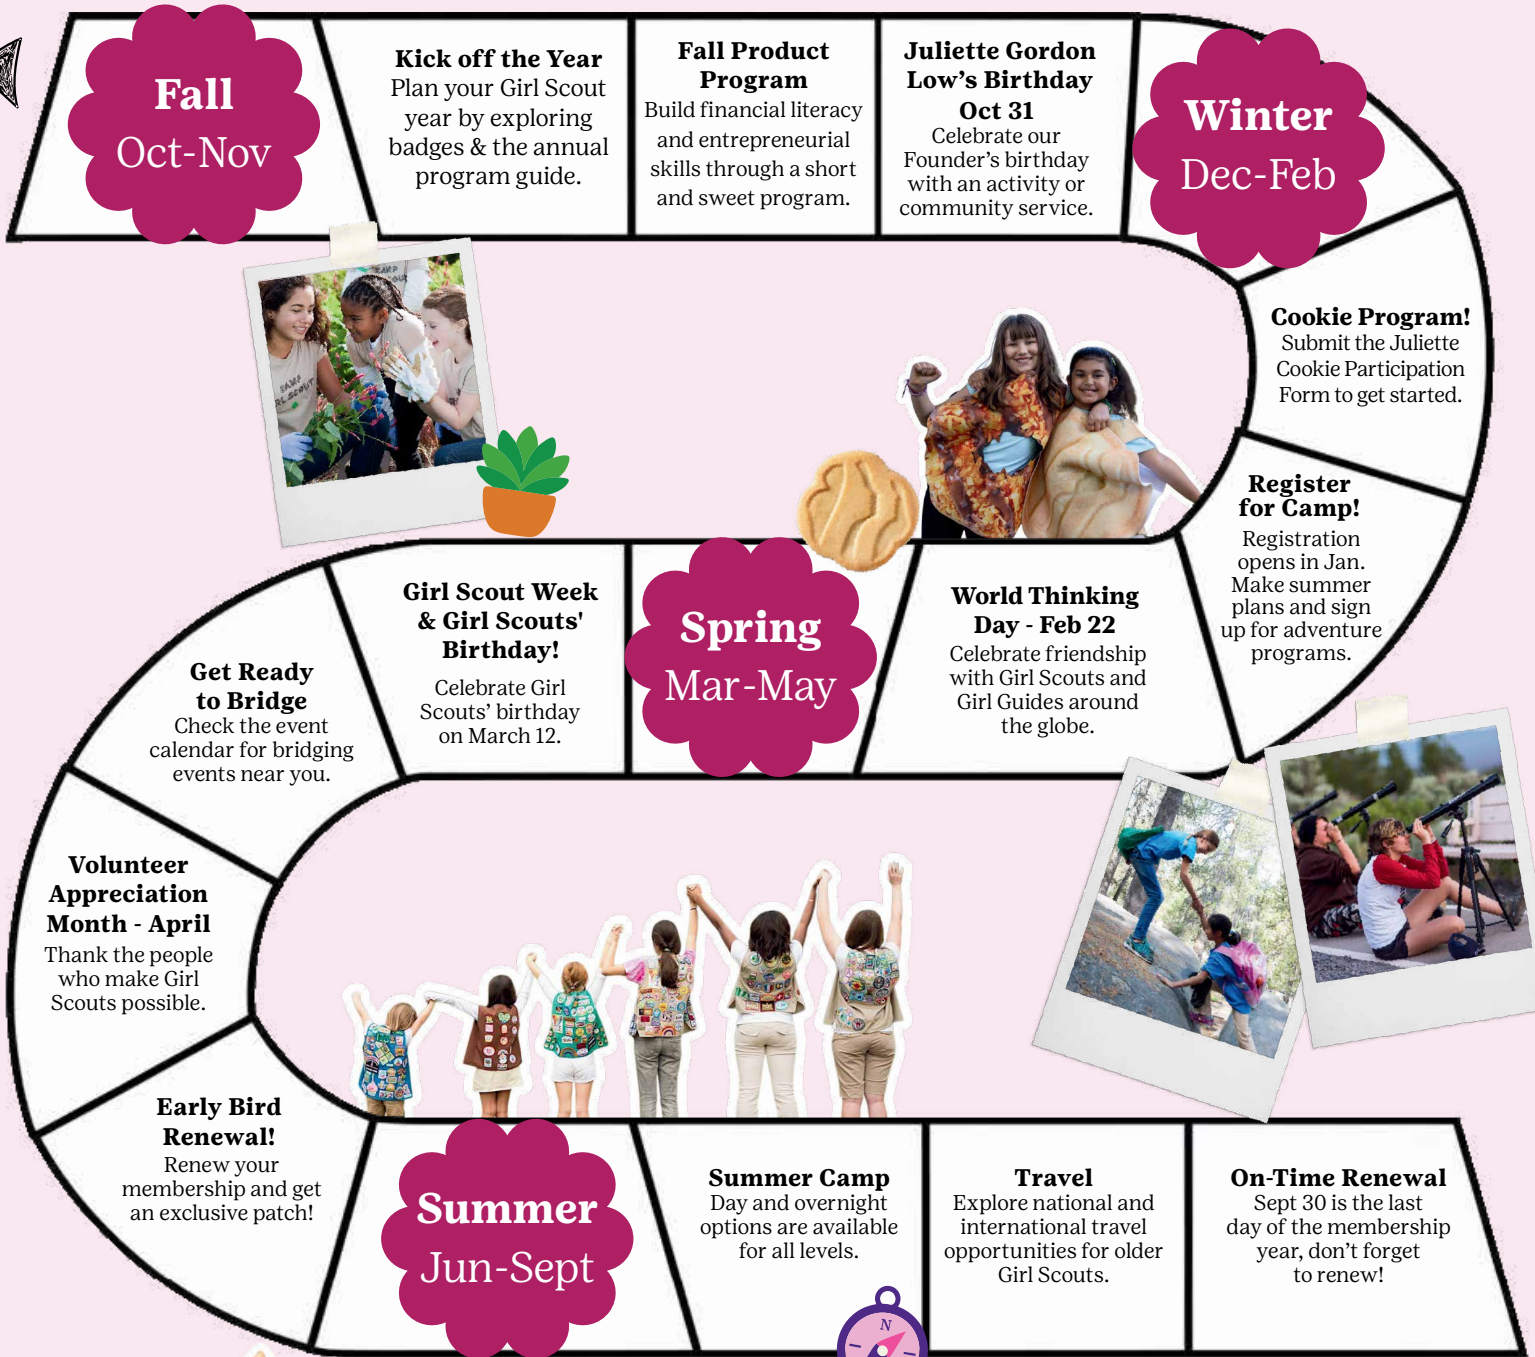 Fall
Oct-Nov
Kick off the Year
Plan your Girl Scout
year by exploring
badges & the annual
program guide.
Fall Product
Program
Build financial literacy
and entrepreneurial
skills through a short
and sweet program.
Juliette Gordon
Low's Birthday
Oct 31
Celebrate our
Founder's birthday
with an activity or
community service.
Winter
Dec-Feb
Cookie Program!
Submit the Juliette
Cookie Participation
Form to get started.
Register
for Camp!
Registration
opens in Jan.
Make summer
plans and sign
up for adventure
programs.
World Thinking
Day - Feb 22
Celebrate friendship
with Girl Scouts and
Girl Guides around
the globe.
Spring
Mar-May
Girl Scout Week
& Girl Scouts'
Birthday!
Celebrate Girl
Scouts' birthday
on March 12.
Get Ready
to Bridge
Check the event
calendar for bridging
events near you.
Volunteer
Appreciation
Month - April
Thank the people
who make Girl
Scouts possible.
Early Bird
Renewal!
Renew your
membership and get
an exclusive patch!
Summer
Jun-Sept
Summer Camp
Day and overnight
options are available
for all levels.
N
Travel
Explore national and
international travel
opportunities for older
Girl Scouts.
On-Time Renewal
Sept 30 is the last
day of the membership
year, don't forget
to renew!